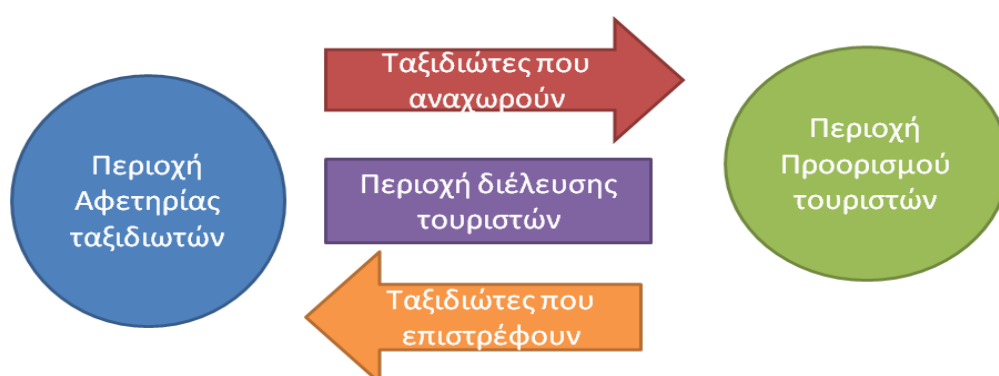 Περιοχή
Αφετηρίας
ταξιδιωτών
Ταξιδιώτες που
αναχωρούν
Περιοχή διέλευσης
τουριστών
Ταξιδιώτες που
επιστρέφουν
Περιοχή
Προορισμού
τουριστών